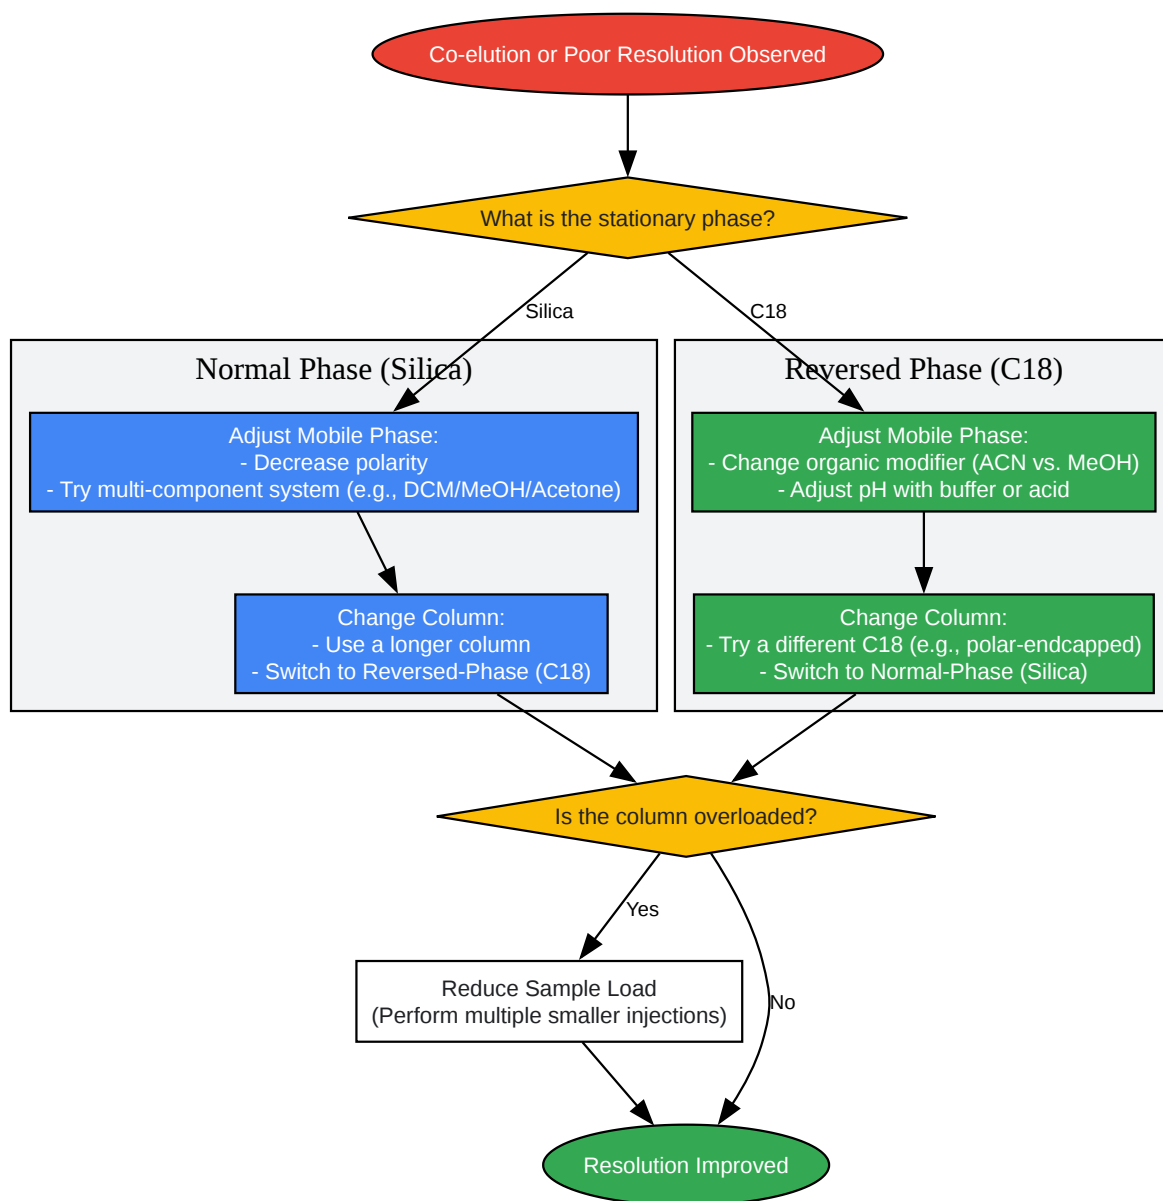 Co-elution or Poor Resolution Observed
What is the stationary phase?
Silica
C18
Normal Phase (Silica)
Adjust Mobile Phase:
- Decrease polarity
- Try multi-component system (e.g., DCM/MeOH/Acetone)
Change Column:
- Use a longer column
- Switch to Reversed-Phase (C18)
Reversed Phase (C18)
Adjust Mobile Phase:
- Change organic modifier (ACN vs. MeOH)
- Adjust pH with buffer or acid
Change Column:
- Try a different C18 (e.g., polar-endcapped)
- Switch to Normal-Phase (Silica)
Is the column overloaded?
Yes
No
Reduce Sample Load
(Perform multiple smaller injections)
Resolution Improved